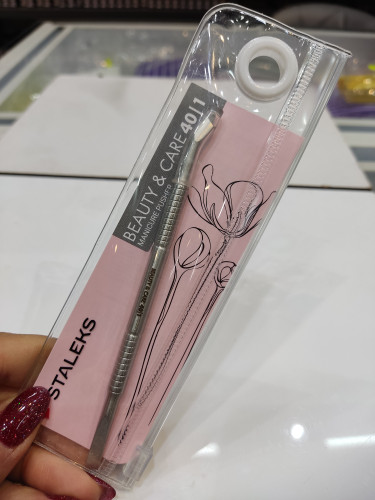 BEAUTY & CARE 40|1
MANICURE PUSHER
STALEKS